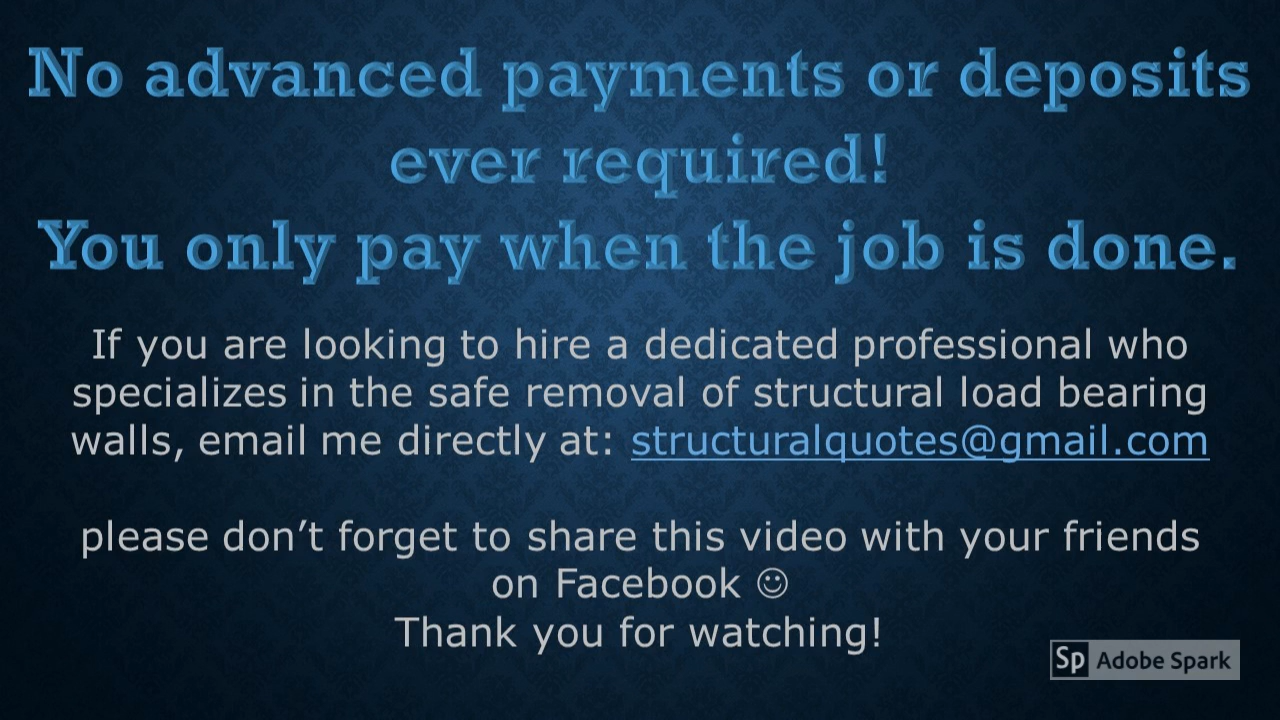 No advanced payments or deposits
ever required!
You only pay when the job is done.
If you are looking to hire a dedicated professional who
specializes in the safe removal of structural load bearing
walls, email me directly at: structuralquotes@gmail.com
please don’t forget to share this video with your friends
on Facebook ☺
Thank you for watching!
Sp Adobe Spark